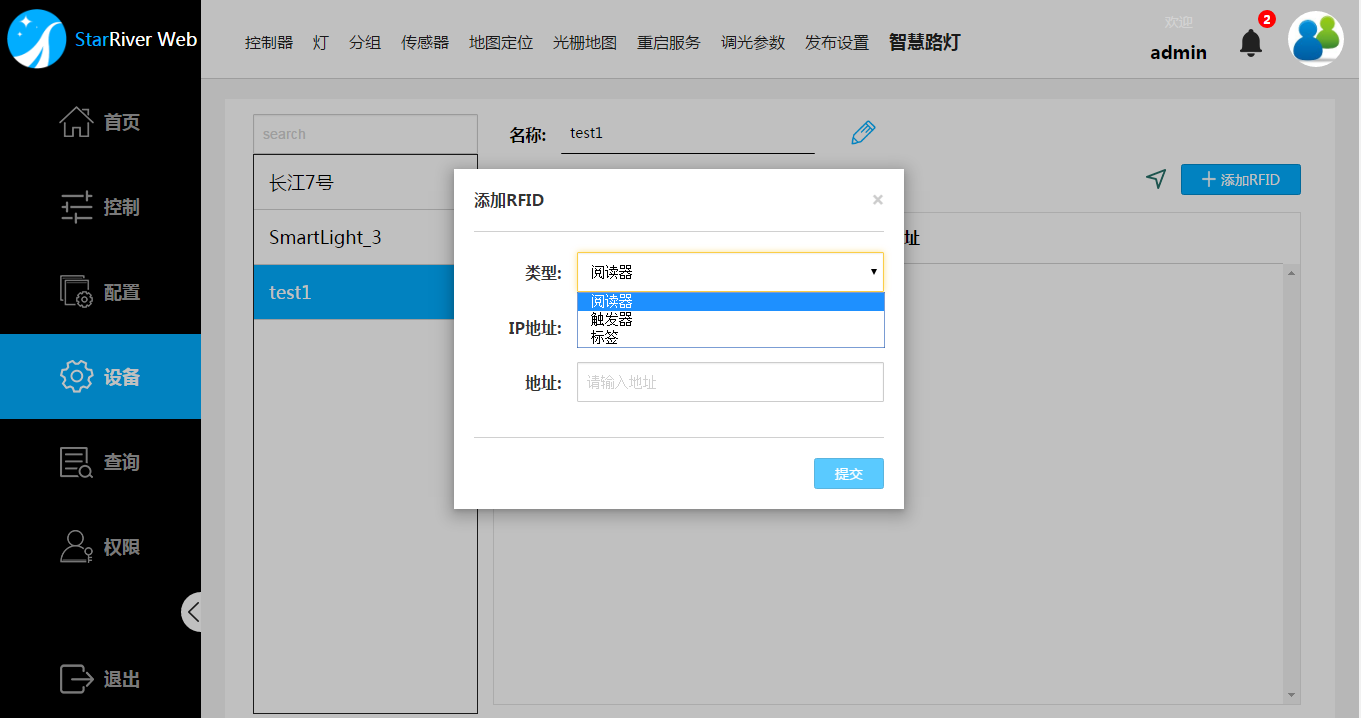 StarRiver Web
控制器 灯 分组 传感器 地图定位 光栅地图 重启服务 调光参数 发布设置 智慧路灯
欢迎
admin
2
首页
控制
配置
设备
查询
权限
退出
search
长江7号
SmartLight_3
test1
名称: test1
添加RFID
址
添加RFID ×
类型: 阅读器
阅读器
触发器
标签
IP地址:
地址: 请输入地址
提交